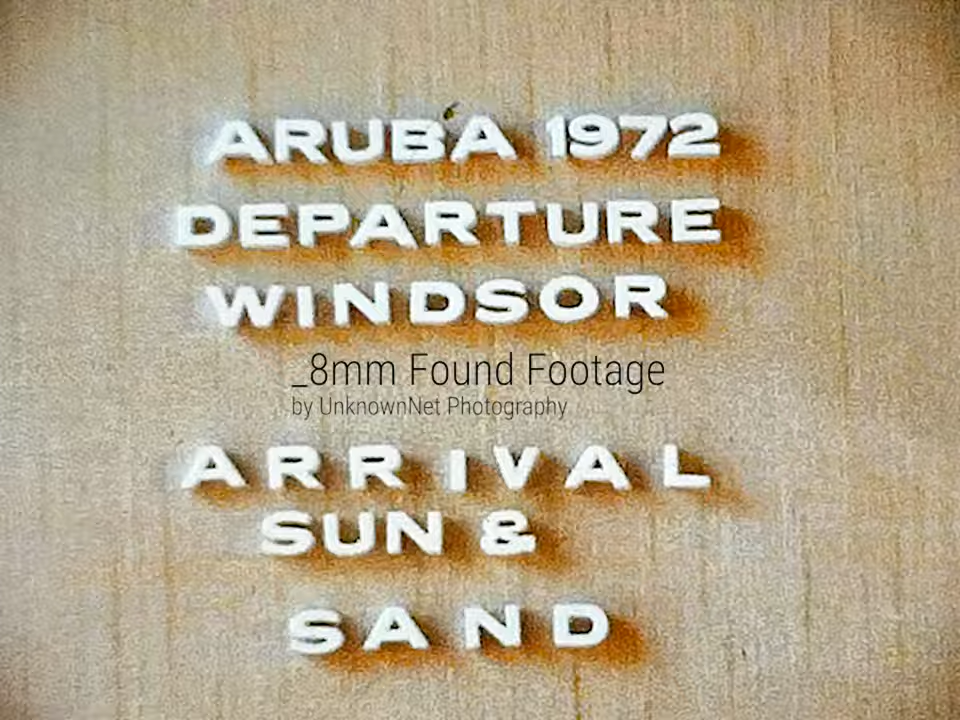 ARUBA 1972
DEPARTURE
WINDSOR
_8mm Found Footage
by UnknownNet Photography
ARRIVAL
SUN &
SAND